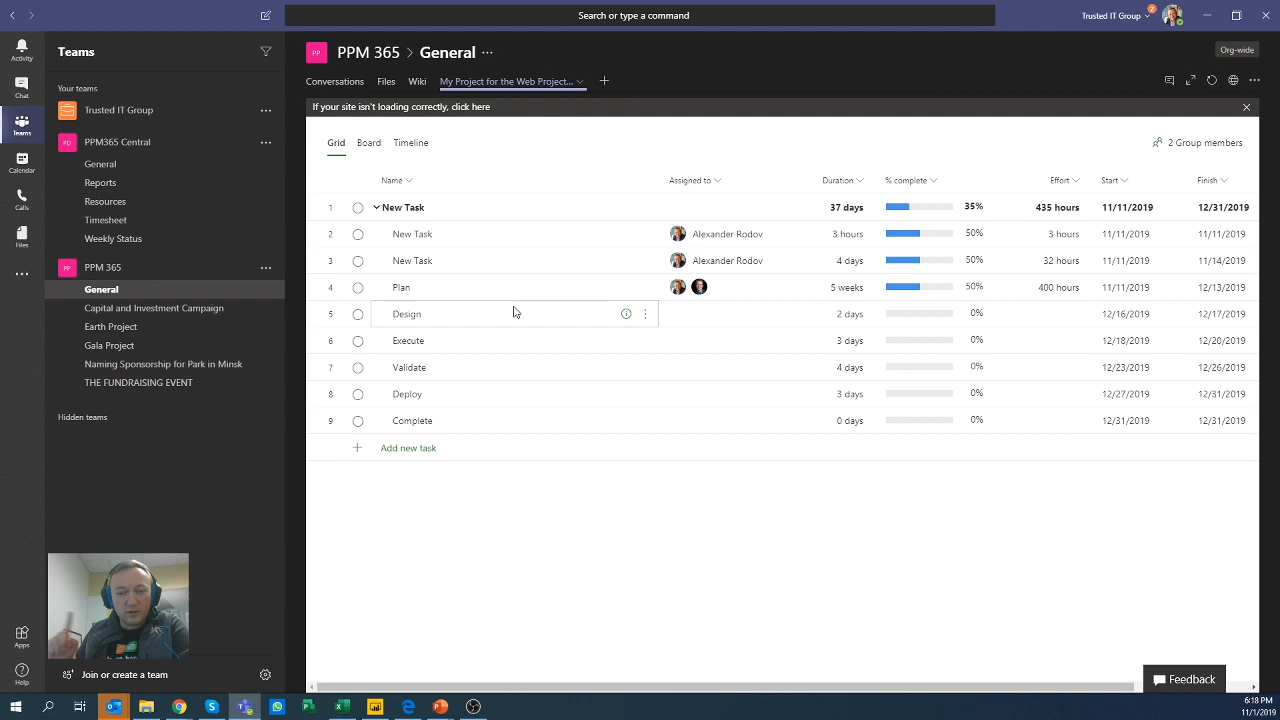 Search or type a command
Trusted IT Group
2
Activity
Chat
Teams
Calendar
Calls
Files
Apps
Help
Teams
Your teams
Trusted IT Group
PD
PPM365 Central
General
Reports
Resources
Timesheet
Weekly Status
PP
PPM 365
General
Capital and Investment Campaign
Earth Project
Gala Project
Naming Sponsorship for Park in Minsk
THE FUNDRAISING EVENT
Hidden teams
Join or create a team
PP
PPM 365 > General ...
Org-wide
Conversations Files Wiki My Project for the Web Project...
If your site isn't loading correctly, click here
Grid Board Timeline
2 Group members
Name Assigned to Duration % complete Effort Start Finish
1 New Task 37 days 35% 435 hours 11/11/2019 12/31/2019
2 New Task Alexander Rodov 3 hours 50% 3 hours 11/11/2019 11/11/2019
3 New Task Alexander Rodov 4 days 50% 32 hours 11/11/2019 11/14/2019
4 Plan 5 weeks 50% 400 hours 11/11/2019 12/13/2019
5 Design 2 days 0% 12/16/2019 12/17/2019
6 Execute 3 days 0% 12/18/2019 12/20/2019
7 Validate 4 days 0% 12/23/2019 12/26/2019
8 Deploy 3 days 0% 12/27/2019 12/31/2019
9 Complete 0 days 0% 12/31/2019 12/31/2019
Add new task
Feedback
6:18 PM
11/1/2019